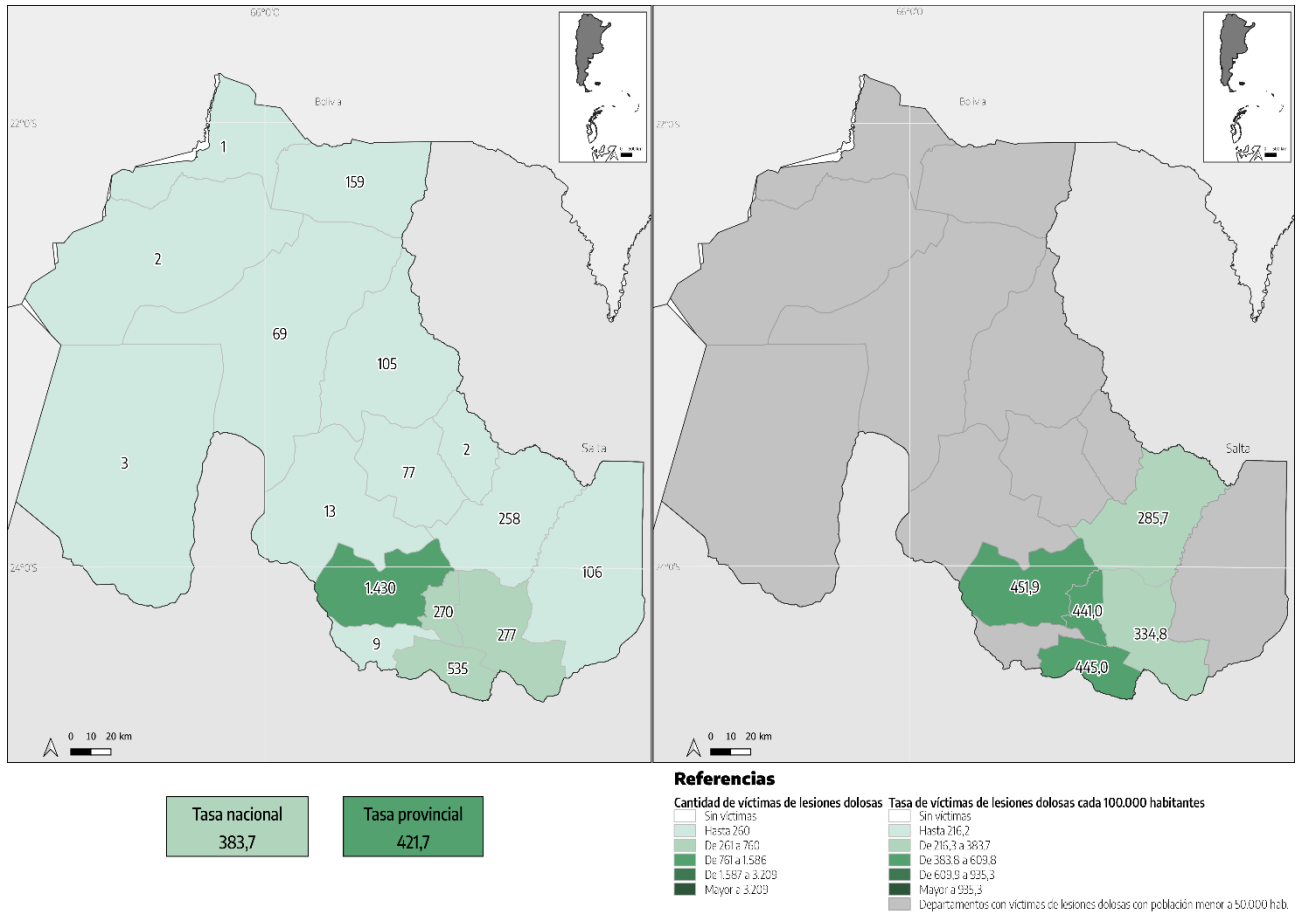 66°0'0
Bolivia
22°0'S
1
159
2
69
105
3
2
Salta
77
13
258
24°0'S
106
1.430
270
277
9
535
0 10 20 km
0 500 km
66°0'0
Bolivia
22°0'S
Salta
285,7
24°0'S
451,9
441,0
334,8
445,0
0 10 20 km
0 500 km
Tasa nacional
383,7
Tasa provincial
421,7
Referencias
Cantidad de víctimas de lesiones dolosas
Sin víctimas
Hasta 260
De 261 a 760
De 761 a 1.586
De 1.587 a 3.209
Mayor a 3.209
Tasa de víctimas de lesiones dolosas cada 100.000 habitantes
Sin víctimas
Hasta 216,2
De 216,3 a 383,7
De 383,8 a 609,8
De 609,9 a 935,3
Mayor a 935,3
Departamentos con víctimas de lesiones dolosas con población menor a 50.000 hab.